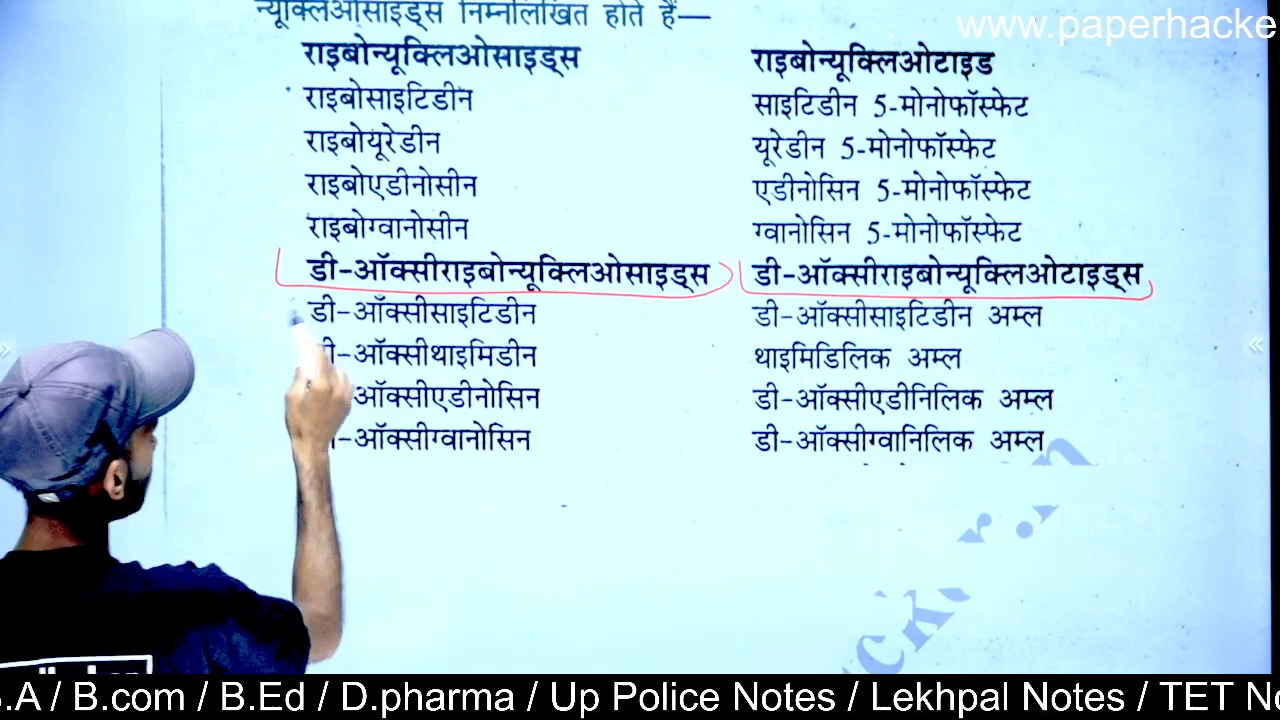 न्यूक्लिओसाइड्स निम्नलिखित होते हैं—
www.paperhacke
राइबोन्यूक्लिओसाइड्स राइबोन्यूक्लिओटाइड
राइबोसाइटिडीन साइटिडीन 5-मोनोफॉस्फेट
राइबोयूरेडीन यूरेडीन 5-मोनोफॉस्फेट
राइबोएडीनोसीन एडीनोसिन 5-मोनोफॉस्फेट
राइबोग्वानोसीन ग्वानोसिन 5-मोनोफॉस्फेट
डी-ऑक्सीराइबोन्यूक्लिओसाइड्स डी-ऑक्सीराइबोन्यूक्लिओटाइड्स
डी-ऑक्सीसाइटिडीन डी-ऑक्सीसाइटिडीन अम्ल
-ऑक्सीथाइमिडीन थाइमिडिलिक अम्ल
-ऑक्सीएडीनोसिन डी-ऑक्सीएडीनिलिक अम्ल
-ऑक्सीग्वानोसिन डी-ऑक्सीग्वानिलिक अम्ल
.A / B.com / B.Ed / D.pharma / Up Police Notes / Lekhpal Notes / TET No